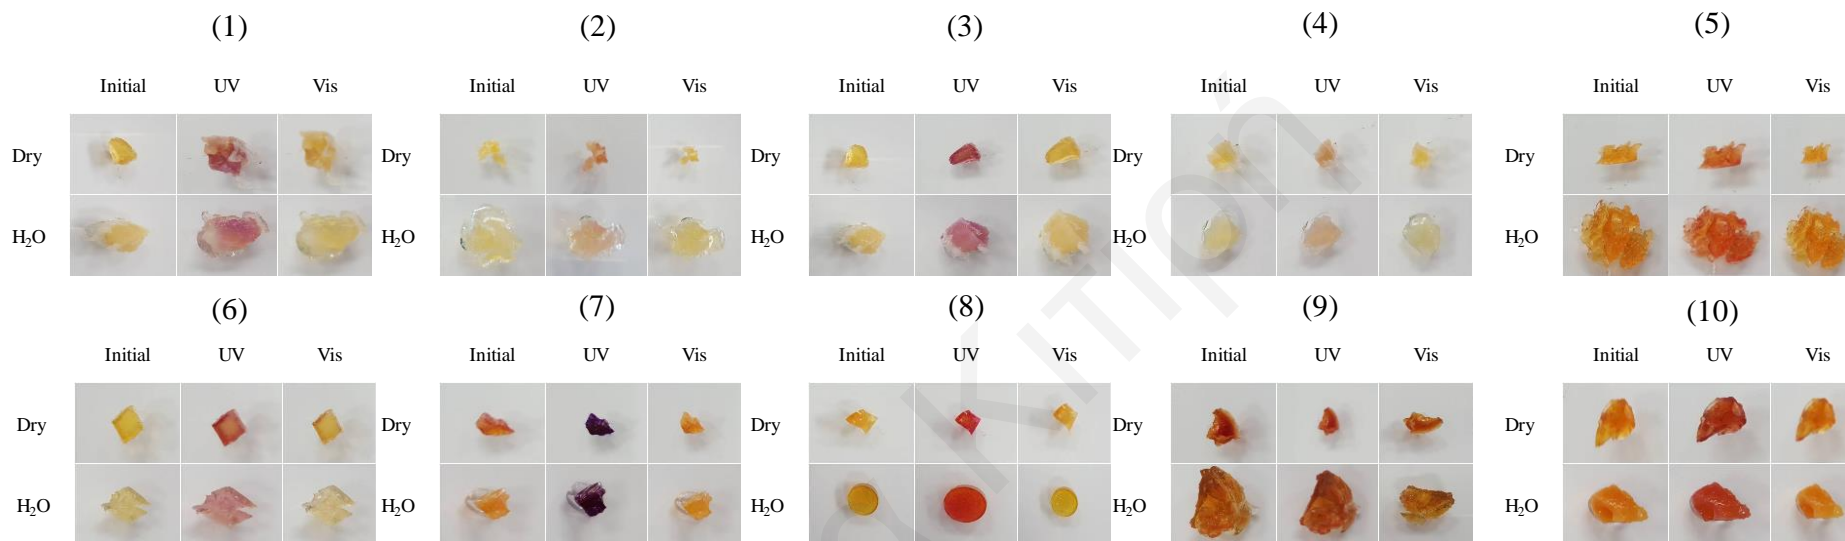 (1) (2) (3) (4) (5)
Initial UV Vis Initial UV Vis Initial UV Vis Initial UV Vis Initial UV Vis
Dry Dry Dry Dry Dry
H₂O H₂O H₂O H₂O H₂O
(6) (7) (8) (9) (10)
Initial UV Vis Initial UV Vis Initial UV Vis Initial UV Vis Initial UV Vis
Dry Dry Dry Dry Dry
H₂O H₂O H₂O H₂O H₂O
Κιτιρή